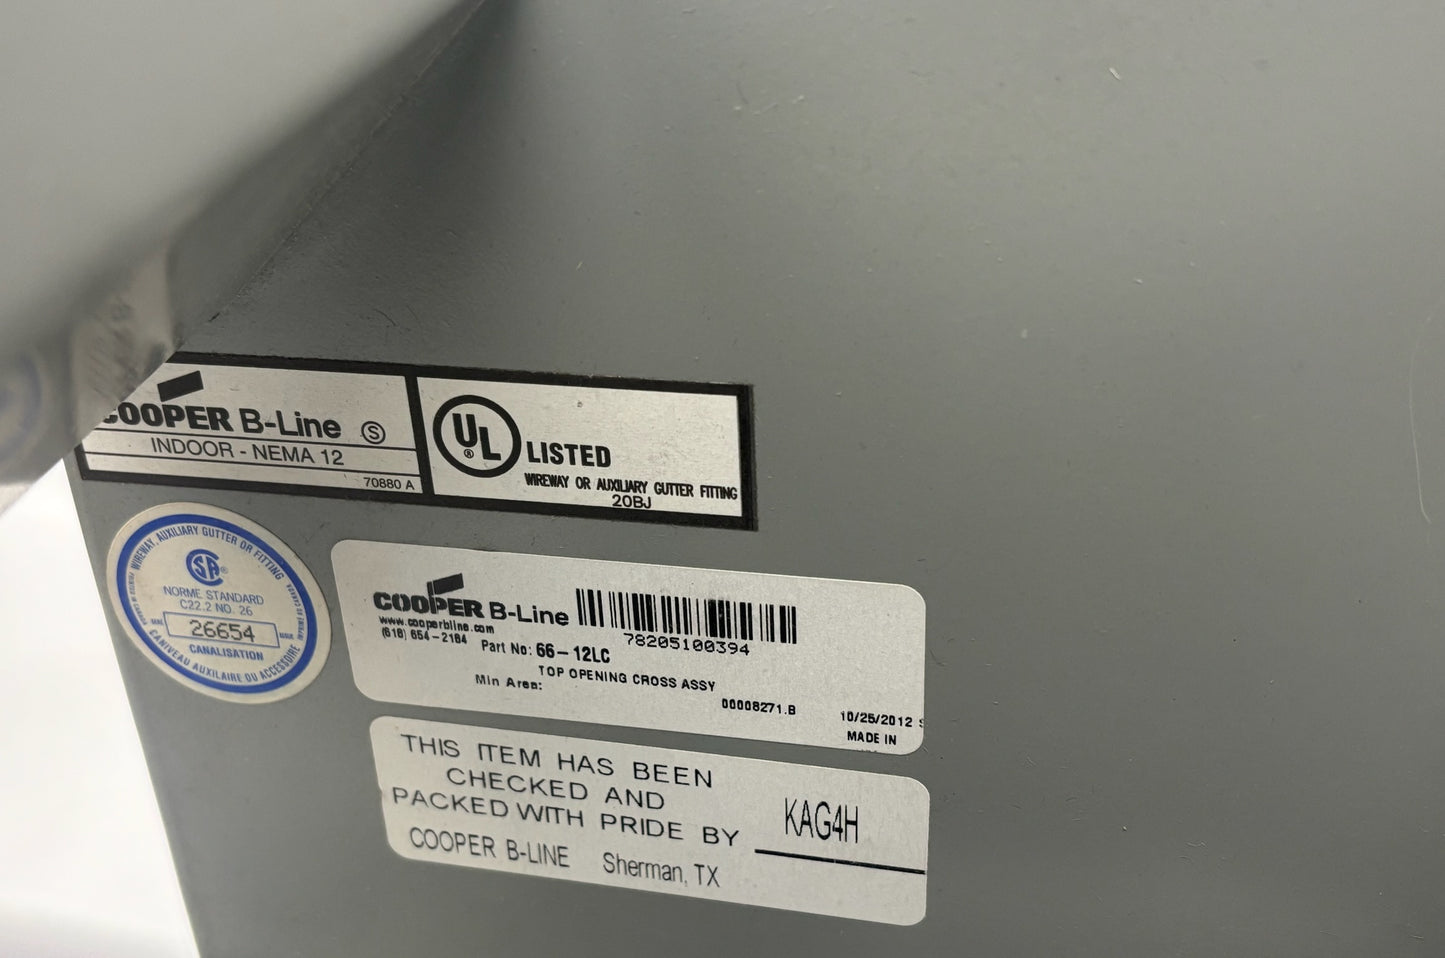 COOPER B-Line S
INDOOR - NEMA 12
70880 A
UL ® LISTED
WIREWAY OR AUXILIARY GUTTER FITTING
20BJ
WIREWAY, AUXILIARY GUTTER OR FITTING
SA ®
NORME STANDARD
C22.2 NO. 26
26654
CANALISATION
CANIVEAU AUXILAIRE OU ACCESSOIRE
COOPER B-Line
www.cooperbline.com
(618) 654-2184
78205100394
Part No: 66-12LC
TOP OPENING CROSS ASSY
Min Area:
00008271.B
10/25/2012
MADE IN
THIS ITEM HAS BEEN
CHECKED AND
PACKED WITH PRIDE BY KAG4H
COOPER B-LINE Sherman, TX